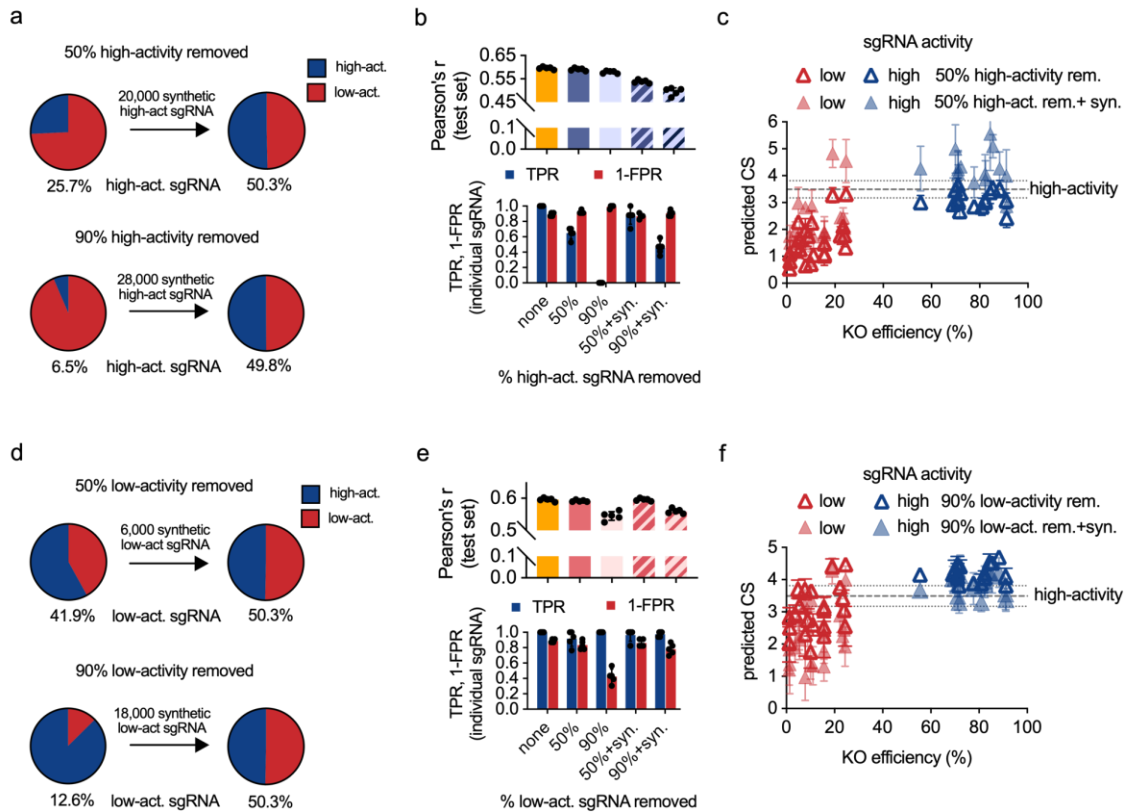 a
50% high-activity removed
high-act.
low-act.
20,000 synthetic
high-act sgRNA
25.7%
high-act. sgRNA
50.3%
90% high-activity removed
28,000 synthetic
high-act sgRNA
6.5%
high-act. sgRNA
49.8%
b
Pearson's r
(test set)
0.65
0.55
0.45
0.1
0.0
TPR
1-FPR
TPR, 1-FPR
(individual sgRNA)
1.0
0.8
0.6
0.4
0.2
0.0
none
50%
90%
50%+syn.
90%+syn.
% high-act. sgRNA removed
c
sgRNA activity
low
high
50% high-activity rem.
low
high
50% high-act. rem.+ syn.
predicted CS
6
5
4
3
2
1
0
high-activity
0
20
40
60
80
100
KO efficiency (%)
d
50% low-activity removed
high-act.
low-act.
6,000 synthetic
low-act sgRNA
41.9%
low-act. sgRNA
50.3%
90% low-activity removed
18,000 synthetic
low-act sgRNA
12.6%
low-act. sgRNA
50.3%
e
Pearson's r
(test set)
0.6
0.5
0.1
0.0
TPR
1-FPR
TPR, 1-FPR
(individual sgRNA)
1.0
0.8
0.6
0.4
0.2
0.0
none
50%
90%
50%+syn.
90%+syn.
% low-act. sgRNA removed
f
sgRNA activity
low
high
90% low-activity rem.
low
high
90% low-act. rem.+syn.
predicted CS
5
4
3
2
1
0
high-activity
0
20
40
60
80
100
KO efficiency (%)